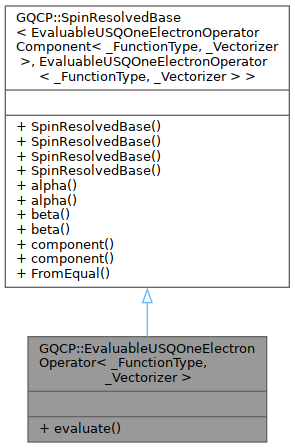 GQCP::SpinResolvedBase
< EvaluableUSQOneElectronOperator
Component< _FunctionType, _Vectorizer
>, EvaluableUSQOneElectronOperator
< _FunctionType, _Vectorizer > >
+ SpinResolvedBase()
+ SpinResolvedBase()
+ SpinResolvedBase()
+ SpinResolvedBase()
+ alpha()
+ alpha()
+ beta()
+ beta()
+ component()
+ component()
+ FromEqual()
GQCP::EvaluableUSQOneElectron
Operator< _FunctionType,
_Vectorizer >
+ evaluate()